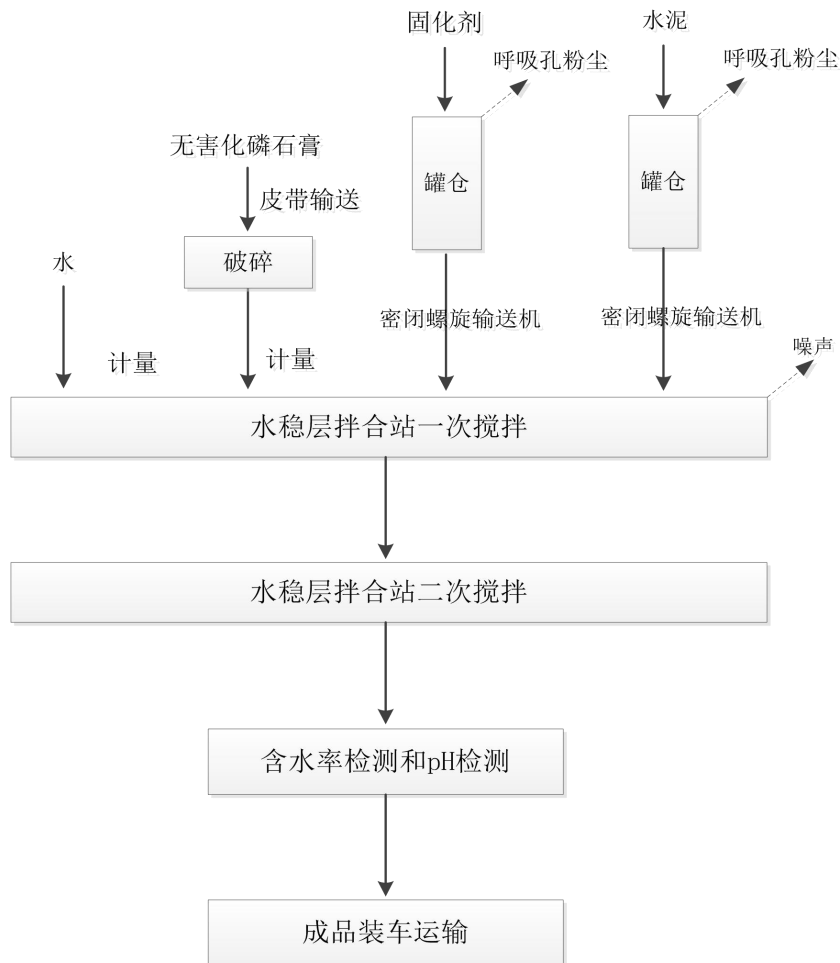 固化剂
水泥
呼吸孔粉尘
呼吸孔粉尘
无害化磷石膏
皮带输送
罐仓
罐仓
水
破碎
密闭螺旋输送机
密闭螺旋输送机
计量
计量
噪声
水稳层拌合站一次搅拌
水稳层拌合站二次搅拌
含水率检测和pH检测
成品装车运输